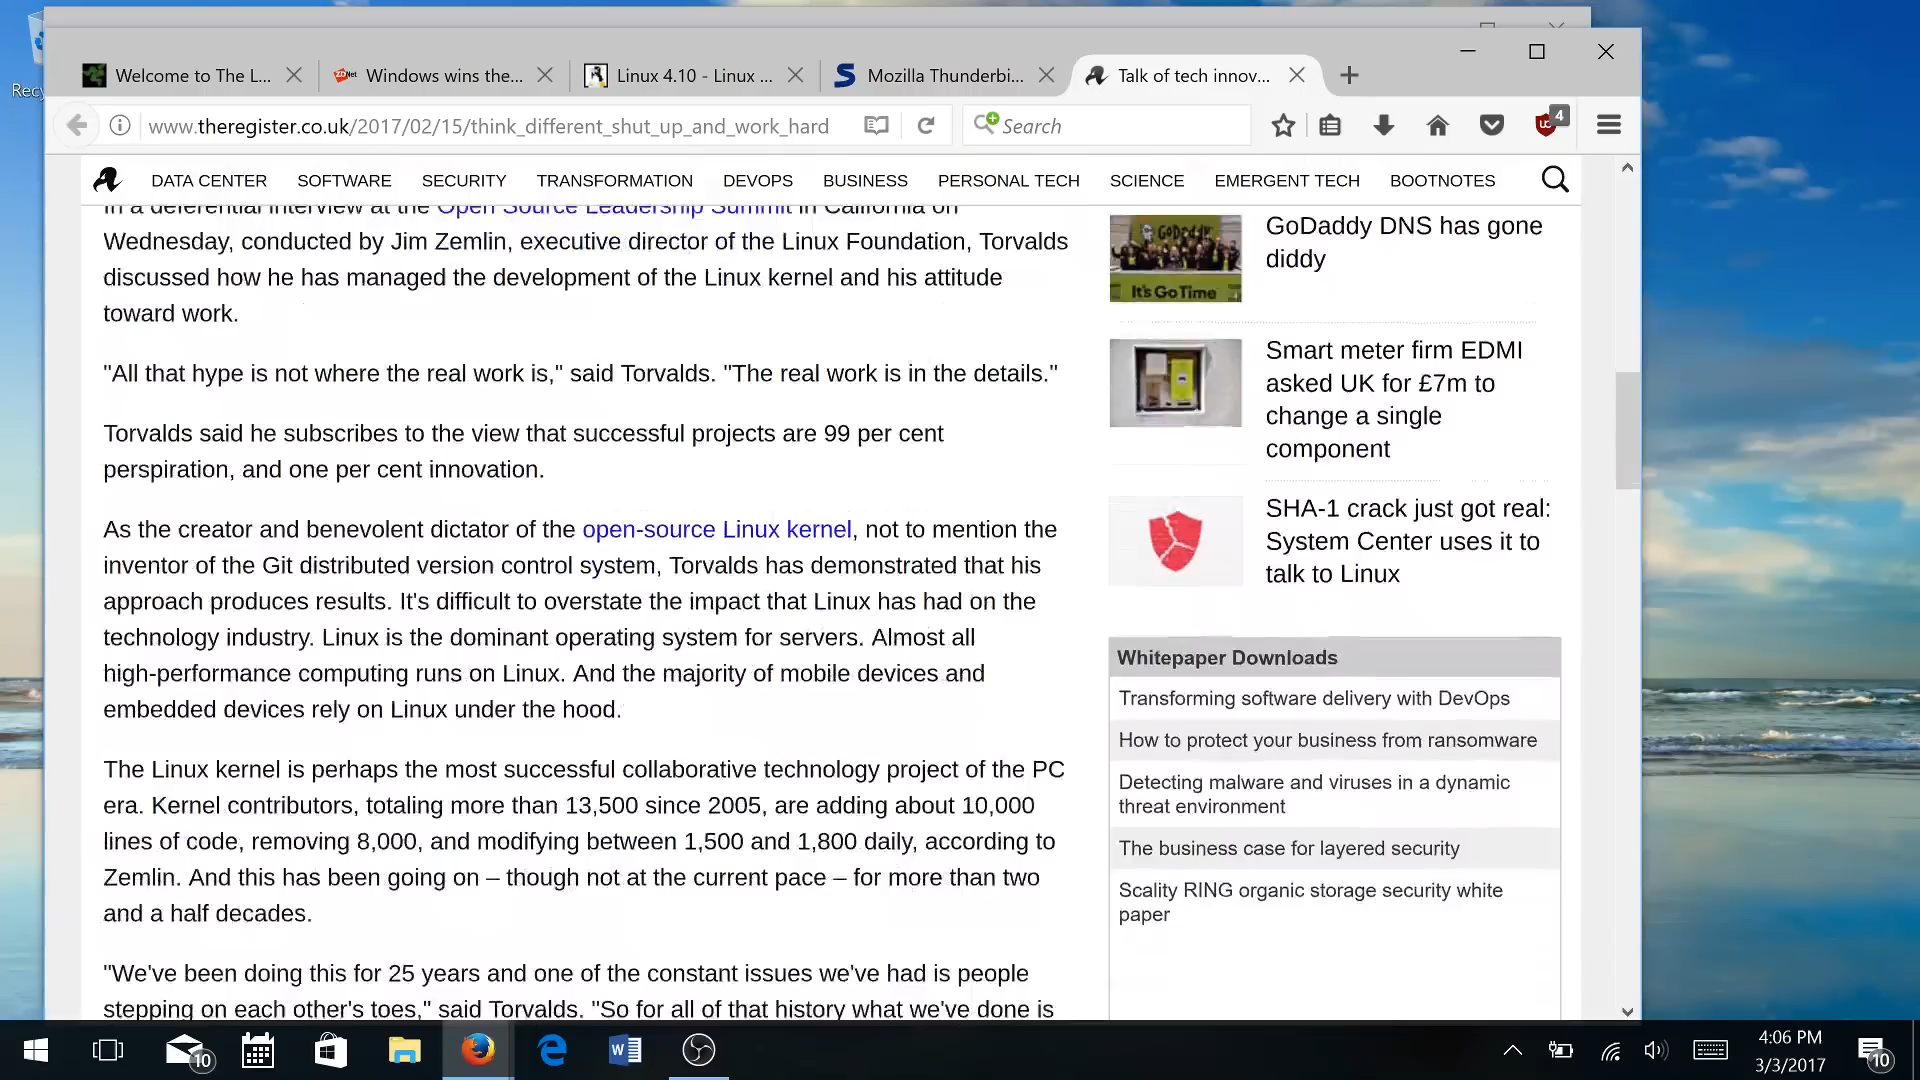 Recy
Welcome to The L...
Windows wins the...
Linux 4.10 - Linux ...
Mozilla Thunderbi...
Talk of tech innov...
www.theregister.co.uk/2017/02/15/think_different_shut_up_and_work_hard
Search
4
DATA CENTER SOFTWARE SECURITY TRANSFORMATION DEVOPS BUSINESS PERSONAL TECH SCIENCE EMERGENT TECH BOOTNOTES
In a deferential interview at the Open Source Leadership Summit in California on
Wednesday, conducted by Jim Zemlin, executive director of the Linux Foundation, Torvalds
discussed how he has managed the development of the Linux kernel and his attitude
toward work.
"All that hype is not where the real work is," said Torvalds. "The real work is in the details."
Torvalds said he subscribes to the view that successful projects are 99 per cent
perspiration, and one per cent innovation.
As the creator and benevolent dictator of the open-source Linux kernel, not to mention the
inventor of the Git distributed version control system, Torvalds has demonstrated that his
approach produces results. It's difficult to overstate the impact that Linux has had on the
technology industry. Linux is the dominant operating system for servers. Almost all
high-performance computing runs on Linux. And the majority of mobile devices and
embedded devices rely on Linux under the hood.
The Linux kernel is perhaps the most successful collaborative technology project of the PC
era. Kernel contributors, totaling more than 13,500 since 2005, are adding about 10,000
lines of code, removing 8,000, and modifying between 1,500 and 1,800 daily, according to
Zemlin. And this has been going on – though not at the current pace – for more than two
and a half decades.
"We've been doing this for 25 years and one of the constant issues we've had is people
stepping on each other's toes," said Torvalds. "So for all of that history what we've done is
GoDaddy
It's Go Time
GoDaddy DNS has gone
diddy
Smart meter firm EDMI
asked UK for £7m to
change a single
component
SHA-1 crack just got real:
System Center uses it to
talk to Linux
Whitepaper Downloads
Transforming software delivery with DevOps
How to protect your business from ransomware
Detecting malware and viruses in a dynamic
threat environment
The business case for layered security
Scality RING organic storage security white
paper
10
4:06 PM
3/3/2017
10